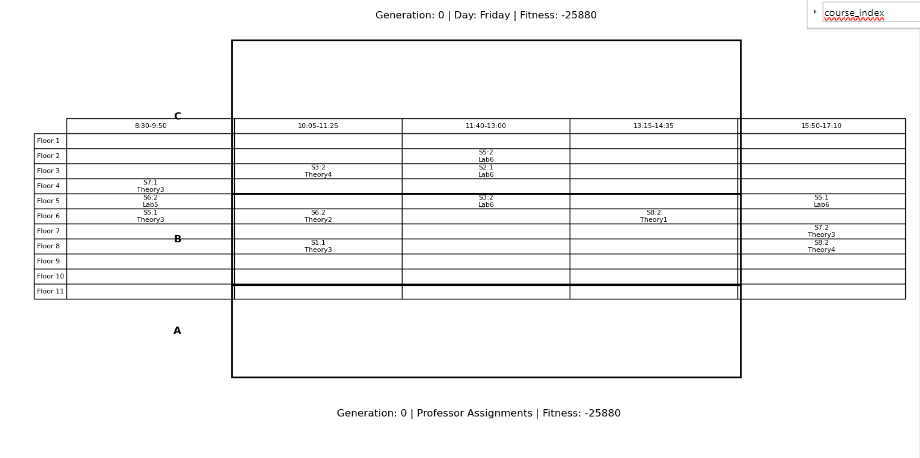 Generation: 0 | Day: Friday | Fitness: -25880
course_index
C
8:30-9:50 10:05-11:25 11:40-13:00 13:15-14:35 15:50-17:10
Floor 1
Floor 2 S5:2 Lab6
Floor 3 S3:2 Theory4 S2:1 Lab6
Floor 4 S7:1 Theory3
Floor 5 S6:2 Lab5 S3:2 Lab6 S5:1 Lab6
Floor 6 S5:1 Theory3 S6:2 Theory2 S8:2 Theory1
Floor 7 S7:2 Theory3
B
Floor 8 S1:1 Theory3 S8:2 Theory4
Floor 9
Floor 10
Floor 11
A
Generation: 0 | Professor Assignments | Fitness: -25880